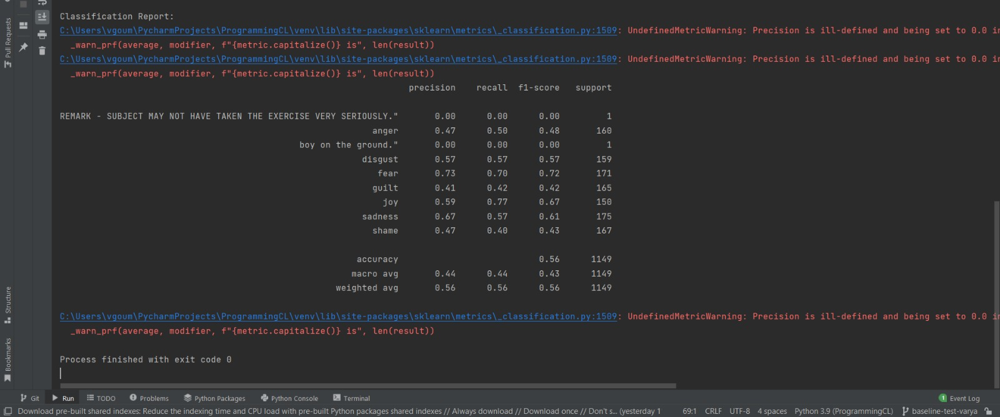 Classification Report:
C:\Users\vgoum\PycharmProjects\ProgrammingCL\venv\lib\site-packages\sklearn\metrics\_classification.py:1509: UndefinedMetricWarning: Precision is ill-defined and being set to 0.0 in
_warn_prf(average, modifier, f"{metric.capitalize()} is", len(result))
C:\Users\vgoum\PycharmProjects\ProgrammingCL\venv\lib\site-packages\sklearn\metrics\_classification.py:1509: UndefinedMetricWarning: Precision is ill-defined and being set to 0.0 in
_warn_prf(average, modifier, f"{metric.capitalize()} is", len(result))
precision recall f1-score support
REMARK - SUBJECT MAY NOT HAVE TAKEN THE EXERCISE VERY SERIOUSLY." 0.00 0.00 0.00 1
anger 0.47 0.50 0.48 160
boy on the ground." 0.00 0.00 0.00 1
disgust 0.57 0.57 0.57 159
fear 0.73 0.70 0.72 171
guilt 0.41 0.42 0.42 165
joy 0.59 0.77 0.67 150
sadness 0.67 0.57 0.61 175
shame 0.47 0.40 0.43 167
accuracy 0.56 1149
macro avg 0.44 0.44 0.43 1149
weighted avg 0.56 0.56 0.56 1149
C:\Users\vgoum\PycharmProjects\ProgrammingCL\venv\lib\site-packages\sklearn\metrics\_classification.py:1509: UndefinedMetricWarning: Precision is ill-defined and being set to 0.0 in
_warn_prf(average, modifier, f"{metric.capitalize()} is", len(result))
Process finished with exit code 0
Pull Requests
Structure
Bookmarks
Git Run TODO Problems Python Packages Python Console Terminal 1 Event Log
Download pre-built shared indexes: Reduce the indexing time and CPU load with pre-built Python packages shared indexes // Always download // Download once // Don't s... (yesterday 1 69:1 CRLF UTF-8 4 spaces Python 3.9 (ProgrammingCL) baseline-test-varya